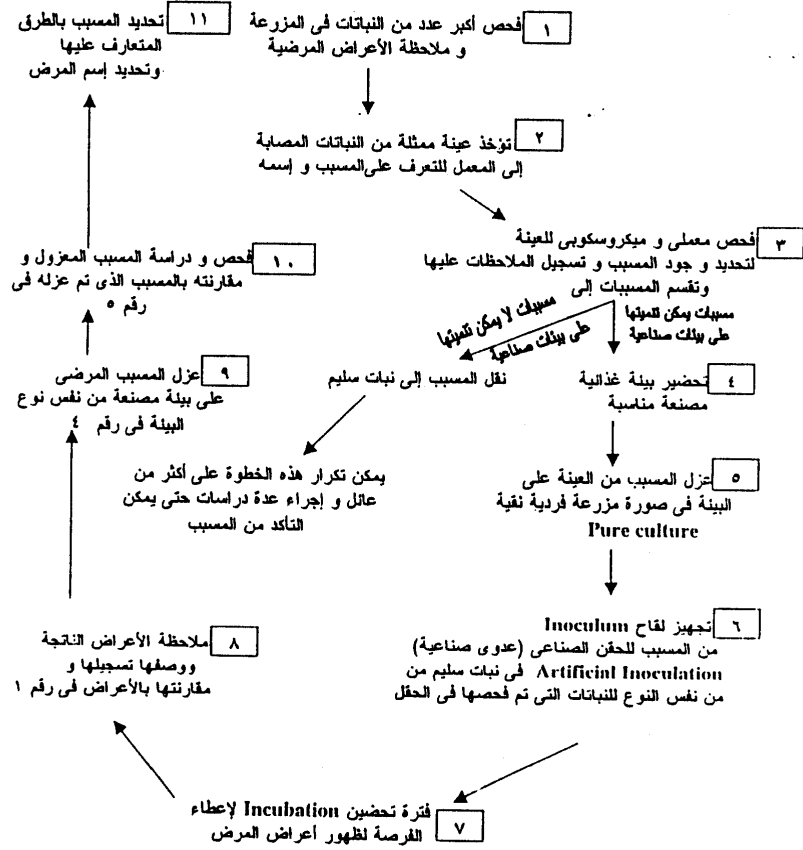 ١ فحص أكبر عدد من النباتات فى المزرعة
و ملاحظة الأعراض المرضية
٢ تؤخذ عينة ممثلة من النباتات المصابة
إلى المعمل للتعرف على المسبب و إسمه
٣ فحص معملى و ميكروسكوبى للعينة
لتحديد و جود المسبب و تسجيل الملاحظات عليها
وتقسم المسببات إلى
مسببات يمكن تلميتها
على بيئات صناعية
مسببات لا يمكن تلميتها
على بيئات صناعية
٤ تحضير بيئة غذائية
مصنعة مناسبة
نقل المسبب إلى نبات سليم
يمكن تكرار هذه الخطوة على أكثر من
عائل و إجراء عدة دراسات حتى يمكن
التأكد من المسبب
٥ عزل المسبب من العينة على
البيئة فى صورة مزرعة فردية نقية
Pure culture
٦ تجهيز لقاح Inoculum
من المسبب للحقن الصناعى (عدوى صناعية)
Artificial Inoculation فى نبات سليم من
من نفس النوع للنباتات التى تم فحصها فى الحقل
٧ فترة تحضين Incubation لإعطاء
الفرصة لظهور أعراض المرض
٨ ملاحظة الأعراض الناتجة
ووصفها تسجيلها و
مقارنتها بالأعراض فى رقم ١
٩ عزل المسبب المرضى
على بيئة مصنعة من نفس نوع
البيئة فى رقم ٤
١٠ فحص و دراسة المسبب المعزول و
مقارنته بالمسبب الذى تم عزله فى
رقم ٥
١١ تحديد المسبب بالطرق
المتعارف عليها
وتحديد إسم المرض